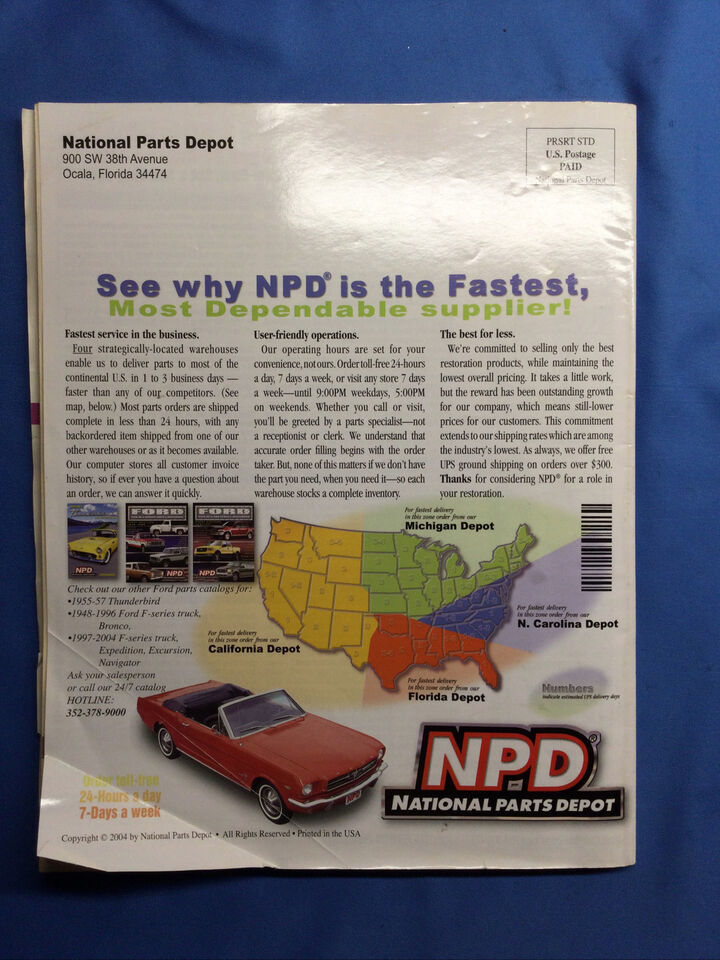 National Parts Depot
900 SW 38th Avenue
Ocala, Florida 34474
PRSRT STD
U.S. Postage
PAID
National Parts Depot
See why NPD® is the Fastest,
Most Dependable supplier!
Fastest service in the business.
Four strategically-located warehouses
enable us to deliver parts to most of the
continental U.S. in 1 to 3 business days —
faster than any of our competitors. (See
map, below.) Most parts orders are shipped
complete in less than 24 hours, with any
backordered item shipped from one of our
other warehouses or as it becomes available.
Our computer stores all customer invoice
history, so if ever you have a question about
an order, we can answer it quickly.
User-friendly operations.
Our operating hours are set for your
convenience, not ours. Order toll-free 24-hours
a day, 7 days a week, or visit any store 7 days
a week—until 9:00PM weekdays, 5:00PM
on weekends. Whether you call or visit,
you'll be greeted by a parts specialist—not
a receptionist or clerk. We understand that
accurate order filling begins with the order
taker. But, none of this matters if we don't have
the part you need, when you need it—so each
warehouse stocks a complete inventory.
The best for less.
We're committed to selling only the best
restoration products, while maintaining the
lowest overall pricing. It takes a little work,
but the reward has been outstanding growth
for our company, which means still-lower
prices for our customers. This commitment
extends to our shipping rates which are among
the industry's lowest. As always, we offer free
UPS ground shipping on orders over $300.
Thanks for considering NPD® for a role in
your restoration.
NPD
FORD
NPD
FORD
NPD
Check out our other Ford parts catalogs for:
•1955-57 Thunderbird
•1948-1996 Ford F-series truck,
Bronco,
•1997-2004 F-series truck,
Expedition, Excursion,
Navigator
Ask your salesperson
or call our 24/7 catalog
HOTLINE:
352-378-9000
For fastest delivery
in this zone order from our
Michigan Depot
For fastest delivery
in this zone order from our
N. Carolina Depot
For fastest delivery
in this zone order from our
California Depot
For fastest delivery
in this zone order from our
Florida Depot
Numbers
indicate estimated UPS delivery days
Order toll-free
24-Hours a day
7-Days a week
NPD®
NATIONAL PARTS DEPOT
Copyright © 2004 by National Parts Depot • All Rights Reserved • Printed in the USA